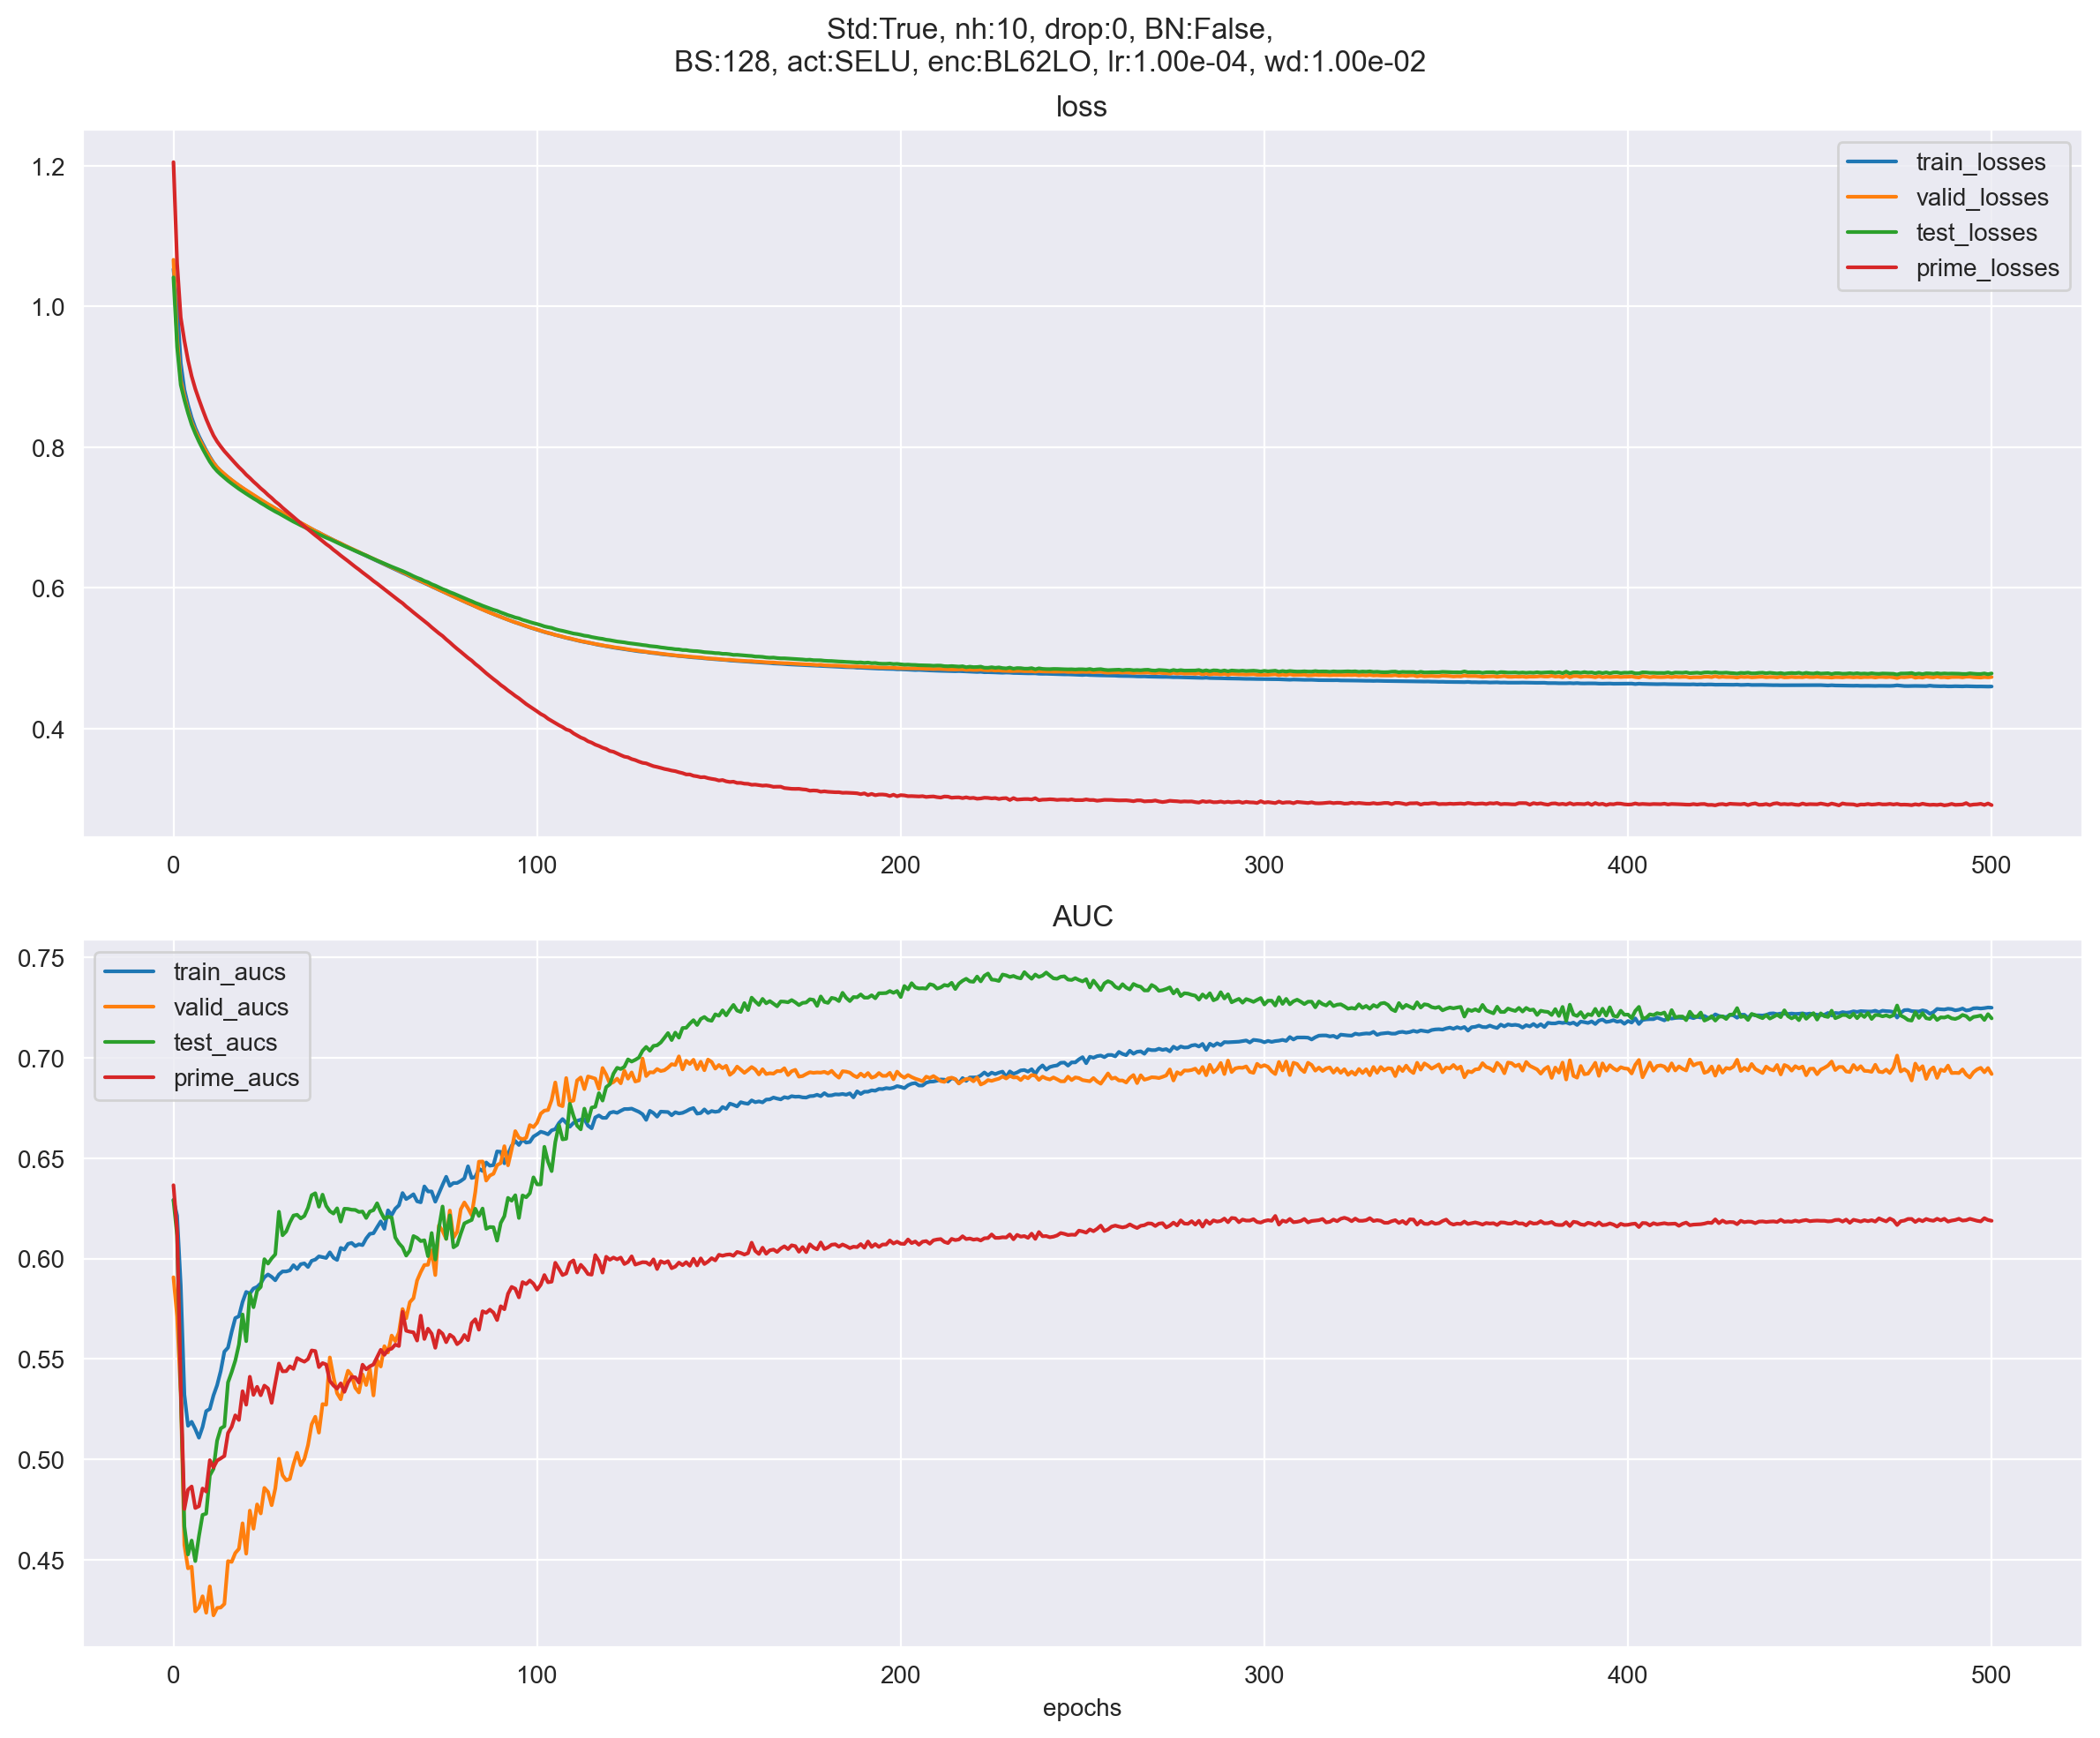 Std:True, nh:10, drop:0, BN:False,
BS:128, act:SELU, enc:BL62LO, lr:1.00e-04, wd:1.00e-02
loss
1.2
1.0
0.8
0.6
0.4
train_losses
valid_losses
test_losses
prime_losses
0 100 200 300 400 500
AUC
0.75
0.70
0.65
0.60
0.55
0.50
0.45
train_aucs
valid_aucs
test_aucs
prime_aucs
0 100 200 300 400 500
epochs